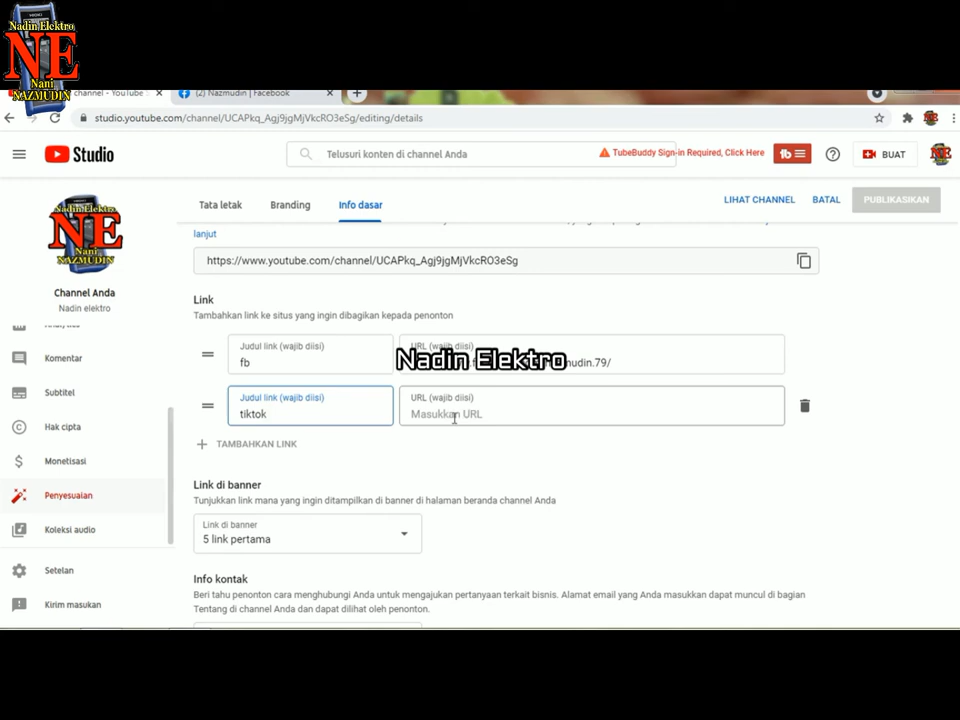 Nadin Elektro
NE
Nani
NAZMUDIN
channel - YouTube
(2) Nazmudin | Facebook
studio.youtube.com/channel/UCAPkq_Agj9jgMjVkcRO3eSg/editing/details
Studio
Telusuri konten di channel Anda
TubeBuddy Sign-in Required, Click Here
BUAT
Nadin Elektro
NE
Nani
NAZMUDIN
Channel Anda
Nadin elektro
Komentar
Subtitel
Hak cipta
Monetisasi
Penyesuaian
Koleksi audio
Setelan
Kirim masukan
Tata letak
Branding
Info dasar
LIHAT CHANNEL
BATAL
PUBLIKASIKAN
lanjut
https://www.youtube.com/channel/UCAPkq_Agj9jgMjVkcRO3eSg
Link
Tambahkan link ke situs yang ingin dibagikan kepada penonton
Judul link (wajib diisi)
fb
URL (wajib diisi)
mudin.79/
Nadin Elektro
Judul link (wajib diisi)
tiktok
URL (wajib diisi)
Masukkan URL
TAMBAHKAN LINK
Link di banner
Tunjukkan link mana yang ingin ditampilkan di banner di halaman beranda channel Anda
Link di banner
5 link pertama
Info kontak
Beri tahu penonton cara menghubungi Anda untuk mengajukan pertanyaan terkait bisnis. Alamat email yang Anda masukkan dapat muncul di bagian
Tentang di channel Anda dan dapat dilihat oleh penonton.